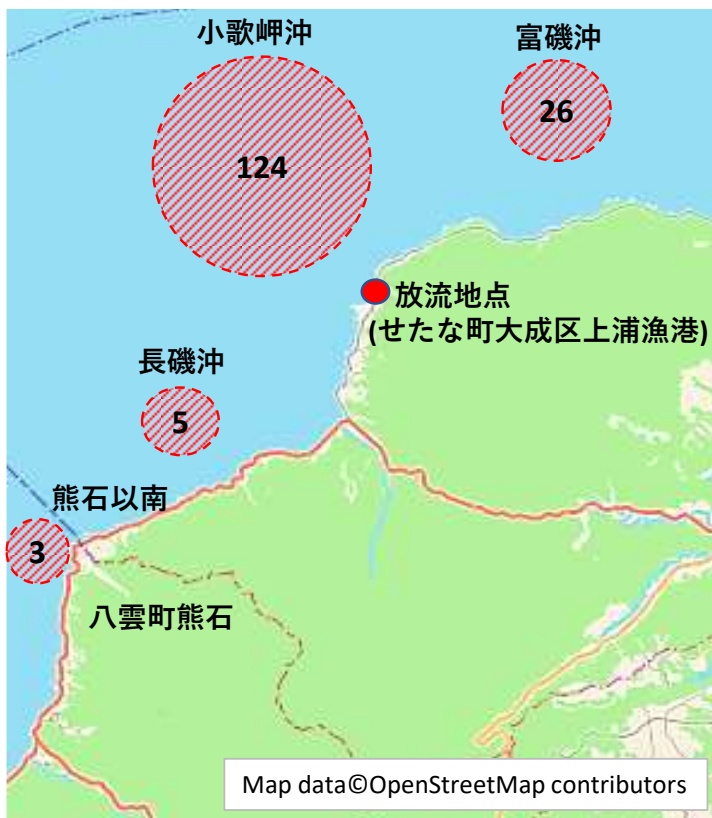 小歌岬沖
富磯沖
26
124
放流地点
(せたな町大成区上浦漁港)
長磯沖
5
熊石以南
3
八雲町熊石
Map data©OpenStreetMap contributors